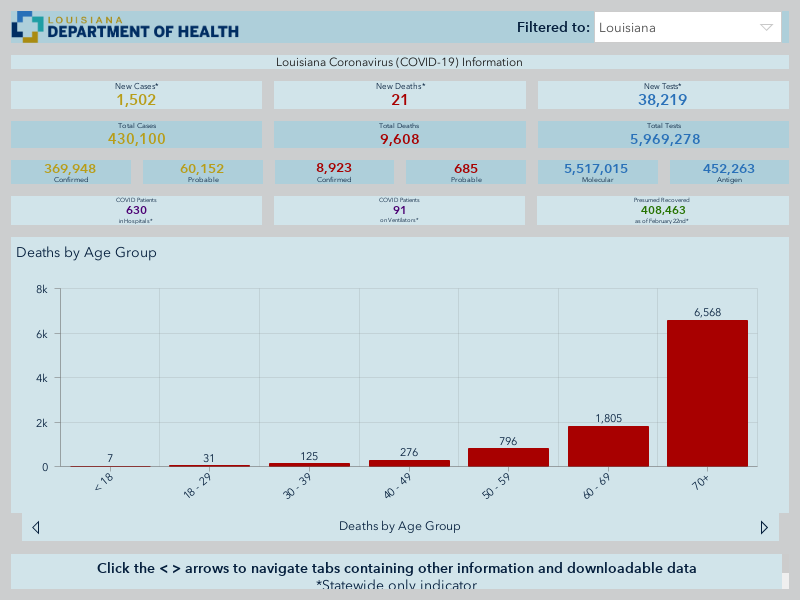 LOUISIANA
DEPARTMENT OF HEALTH
Filtered to:
Louisiana
Louisiana Coronavirus (COVID-19) Information
New Cases*
1,502
New Deaths*
21
New Tests*
38,219
Total Cases
430,100
Total Deaths
9,608
Total Tests
5,969,278
369,948
Confirmed
60,152
Probable
8,923
Confirmed
685
Probable
5,517,015
Molecular
452,263
Antigen
COVID Patients
630
in Hospitals*
COVID Patients
91
on Ventilators*
Presumed Recovered
408,463
as of February 22nd*
Deaths by Age Group
8k
6k
4k
2k
0
7
31
125
276
796
1,805
6,568
< 18
18 - 29
30 - 39
40 - 49
50 - 59
60 - 69
70+
Deaths by Age Group
Click the < > arrows to navigate tabs containing other information and downloadable data
*Statewide only indicator